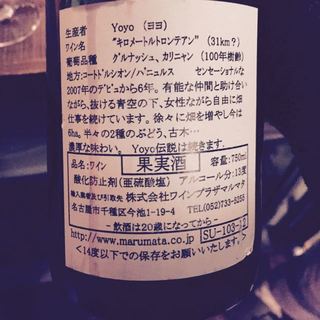 生産者 Yoyo (ヨヨ)
ワイン名 "キロメートルトロンテアン" (31km?)
葡萄品種 グルナッシュ、カリニャン (100年樹齢)
地方:コートドルシオン/バニュルス センセーショナルな
2007年のデビュから6年。有能な仲間と助け合い
ながら、抜ける青空の下、女性ながら自由に畑
仕事を続けています。徐々に畑を増やし今は
6ha。半々の2種のぶどう、古木…
濃厚な味わい。 Yoyo伝説は続きます。
品名:ワイン 果実酒 容量:750ml
酸化防止剤(亜硫酸塩) アルコール分:13度
輸入業者及び引取先 株式会社ワインプラザマルマタ
名古屋市千種区今池1-19-4 TEL(052)733-8255
-飲酒は20歳になってから-
http://www.marumata.co.jp SU-103-12
<14度以下での保存をお願いします。>